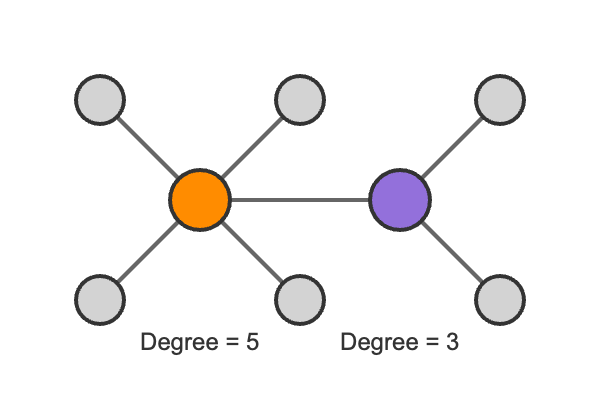 Degree = 5
Degree = 3